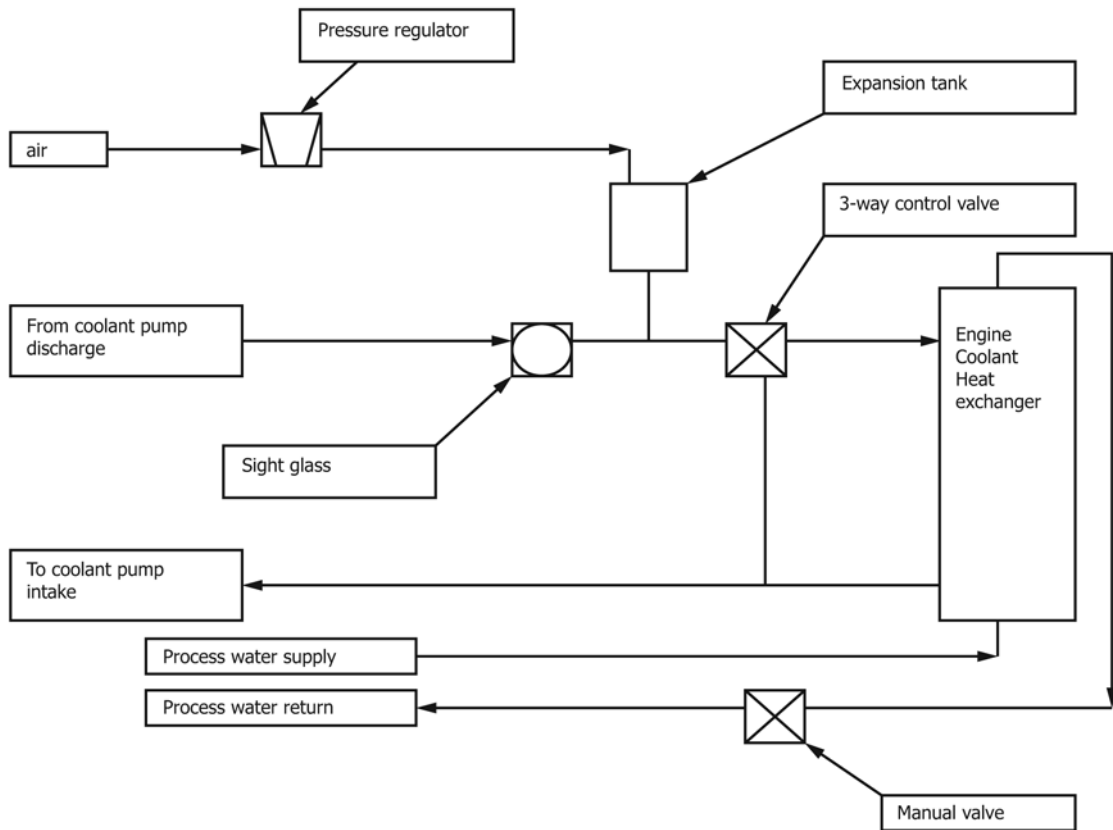 Pressure regulator
Expansion tank
air
3-way control valve
From coolant pump
discharge
Engine
Coolant
Heat
exchanger
Sight glass
To coolant pump
intake
Process water supply
Process water return
Manual valve